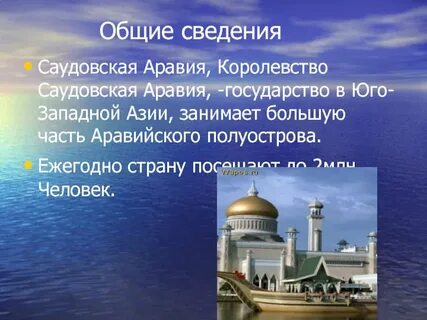 Общие сведения
Саудовская Аравия, Королевство
Саудовская Аравия, -государство в Юго-
Западной Азии, занимает большую
часть Аравийского полуострова.
Ежегодно страну посещают до 2млн
Человек.